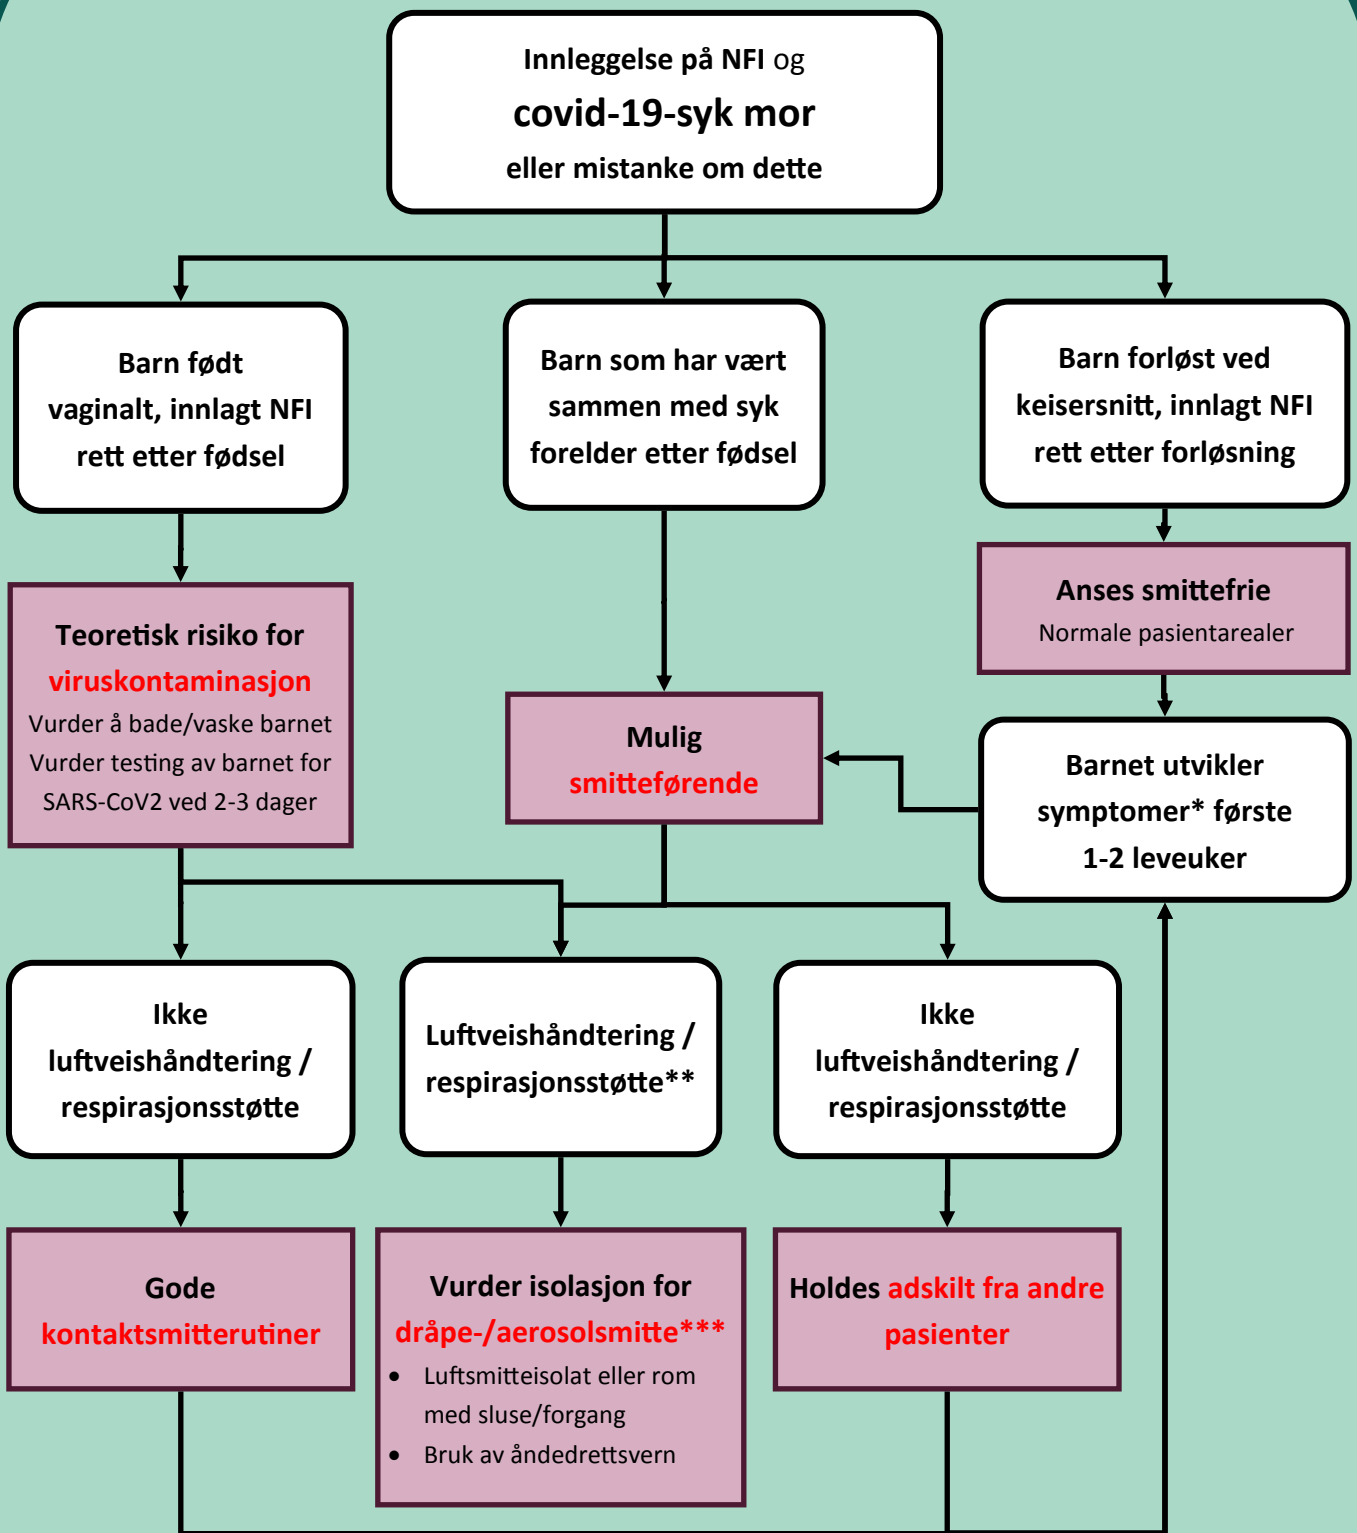 Innleggelse på NFI og
covid-19-syk mor
eller mistanke om dette
Barn født
vaginalt, innlagt NFI
rett etter fødsel
Barn som har vært
sammen med syk
forelder etter fødsel
Barn forløst ved
keisersnitt, innlagt NFI
rett etter forløsning
Teoretisk risiko for
viruskontaminasjon
Vurder å bade/vaske barnet
Vurder testing av barnet for
SARS-CoV2 ved 2-3 dager
Mulig
smitteførende
Anses smittefrie
Normale pasientarealer
Barnet utvikler
symptomer* første
1-2 leveuker
Ikke
luftveishåndtering /
respirasjonsstøtte
Luftveishåndtering /
respirasjonsstøtte**
Ikke
luftveishåndtering /
respirasjonsstøtte
Gode
kontaktsmitterutiner
Vurder isolasjon for
dråpe-/aerosolsmitte***
• Luftsmitteisolat eller rom
med sluse/forgang
• Bruk av åndedrettsvern
Holdes adskilt fra andre
pasienter